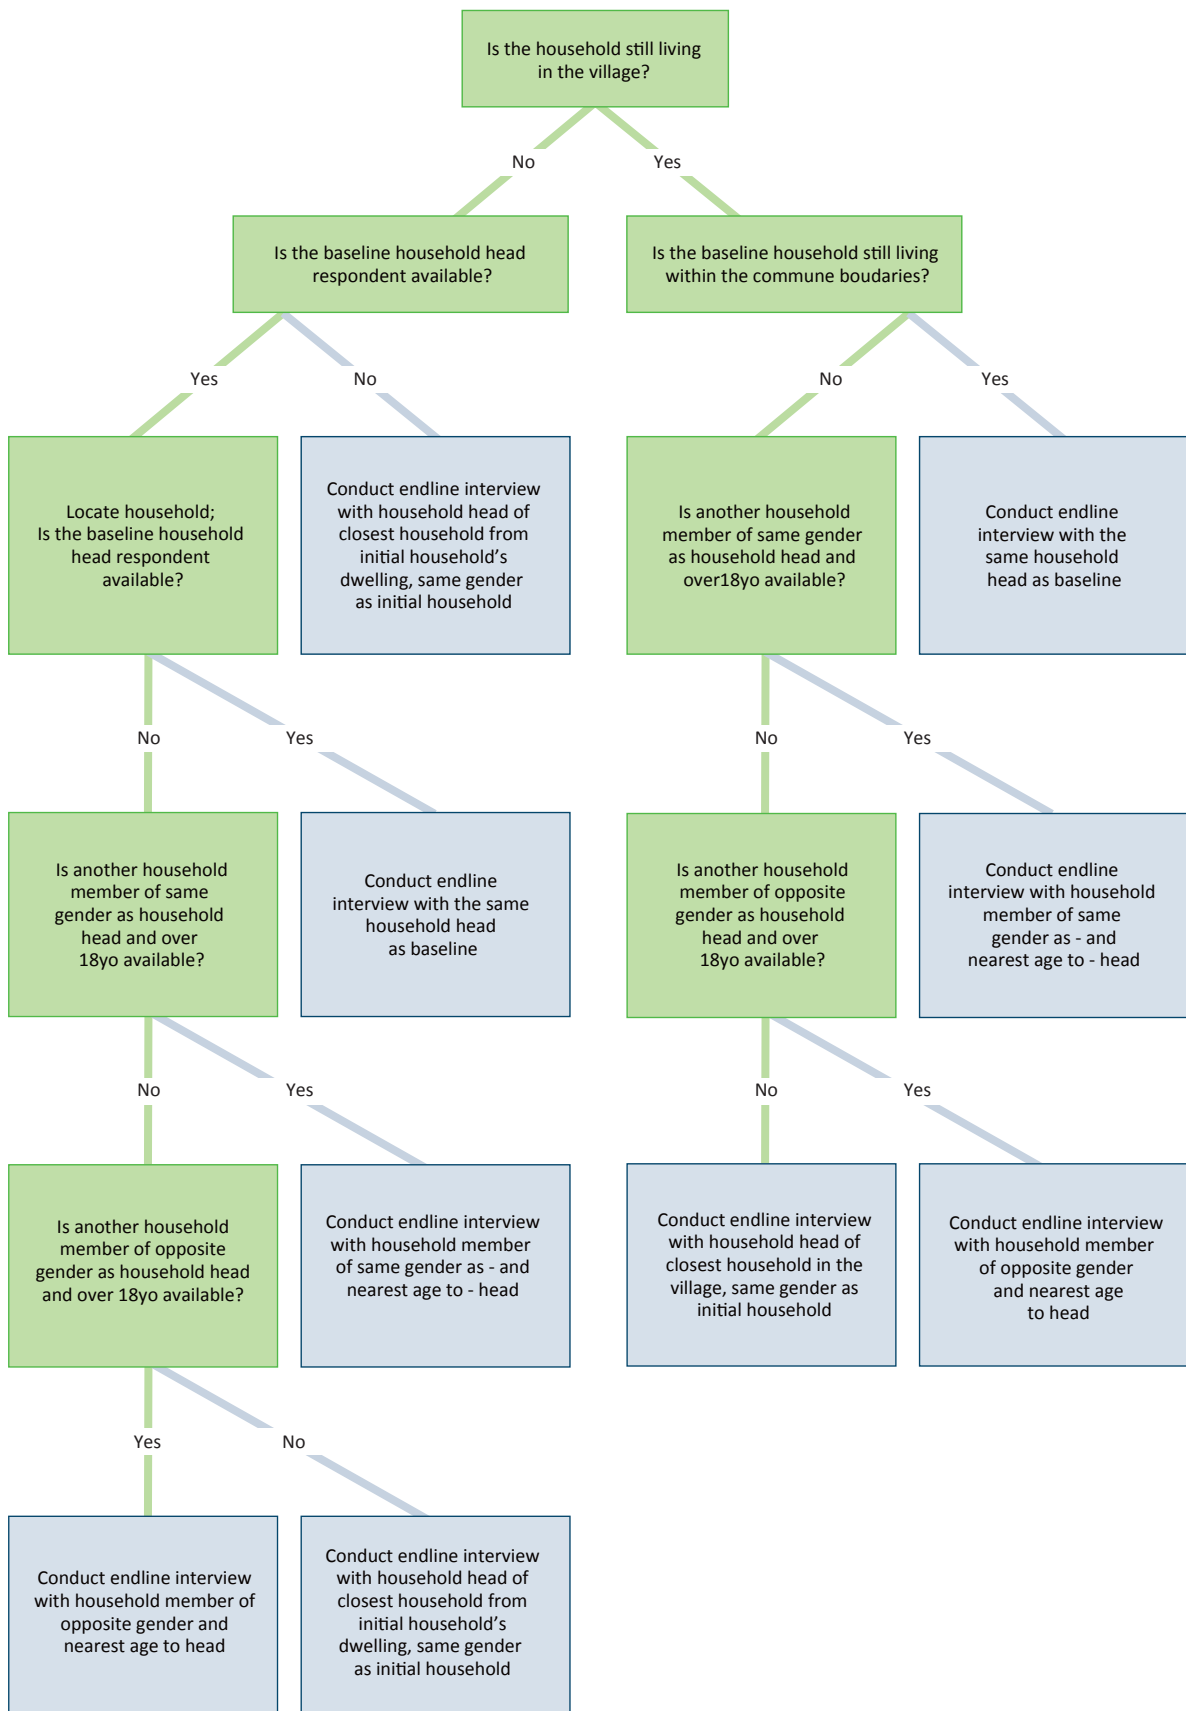 Is the household still living
in the village?
No
Yes
Is the baseline household head
respondent available?
Is the baseline household still living
within the commune boudaries?
Yes
No
No
Yes
Locate household;
Is the baseline household
head respondent
available?
Conduct endline interview
with household head of
closest household from
initial household’s
dwelling, same gender
as initial household
Is another household
member of same gender
as household head and
over18yo available?
Conduct endline
interview with the
same household
head as baseline
No
Yes
No
Yes
Is another household
member of same
gender as household
head and over
18yo available?
Conduct endline
interview with the same
household head
as baseline
Is another household
member of opposite
gender as household
head and over
18yo available?
Conduct endline
interview with household
member of same
gender as - and
nearest age to - head
No
Yes
No
Yes
Is another household
member of opposite
gender as household head
and over 18yo available?
Conduct endline interview
with household member
of same gender as - and
nearest age to - head
Conduct endline interview
with household head of
closest household in the
village, same gender as
initial household
Conduct endline interview
with household member
of opposite gender
and nearest age
to head
Yes
No
Conduct endline interview
with household member of
opposite gender and
nearest age to head
Conduct endline interview
with household head of
closest household from
initial household’s
dwelling, same gender
as initial household